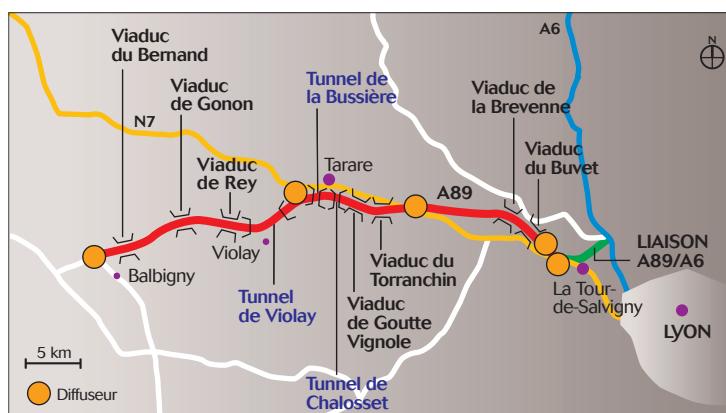 A6
N
Viaduc
du Bernand
Viaduc
de Gonon
Tunnel de
la Bussière
Viaduc de
la Brevenne
N7
Viaduc
de Rey
Tarare
Viaduc
du Buvet
A89
LIAISON
A89/A6
Violay
Balbigny
Viaduc du
Torranchin
La Tour-
de-Salvigny
Tunnel
de Violay
Viaduc
de Goutte
Vignole
LYON
5 km
Tunnel de
Chalosset
Diffuseur